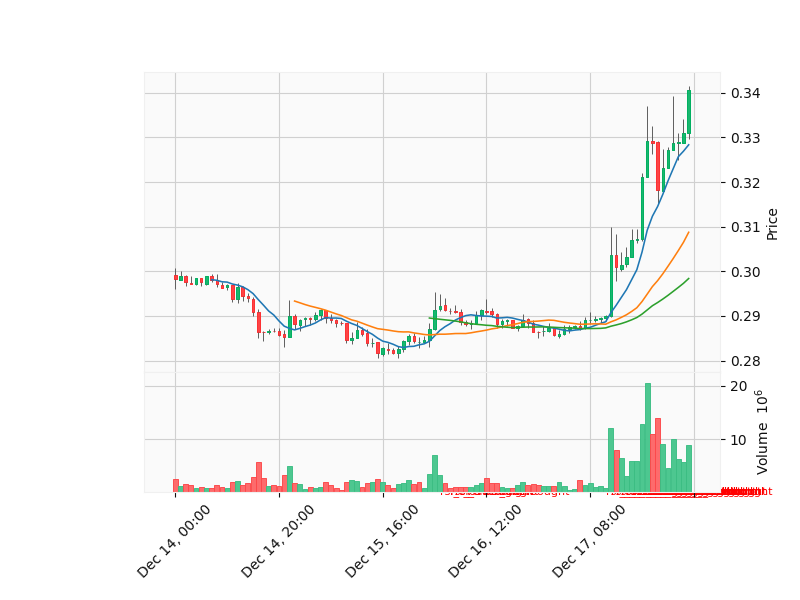 0.34
0.33
0.32
0.31
0.30
0.29
0.28
Price
20
10
Volume 10^6
Dec 14, 00:00
Dec 14, 20:00
Dec 15, 16:00
Dec 16, 12:00
Dec 17, 08:00